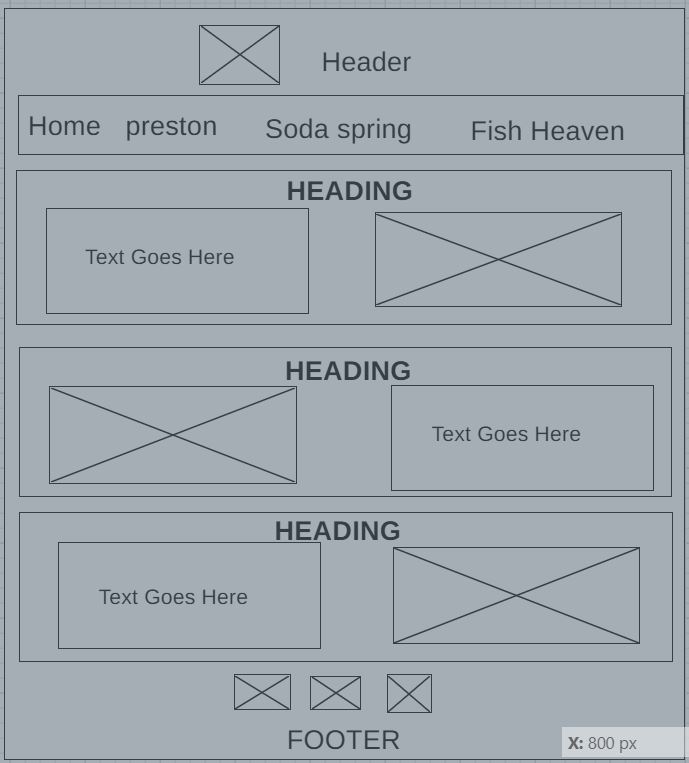 Header
Home preston Soda spring Fish Heaven
HEADING
Text Goes Here
HEADING
Text Goes Here
HEADING
Text Goes Here
FOOTER
X: 800 px